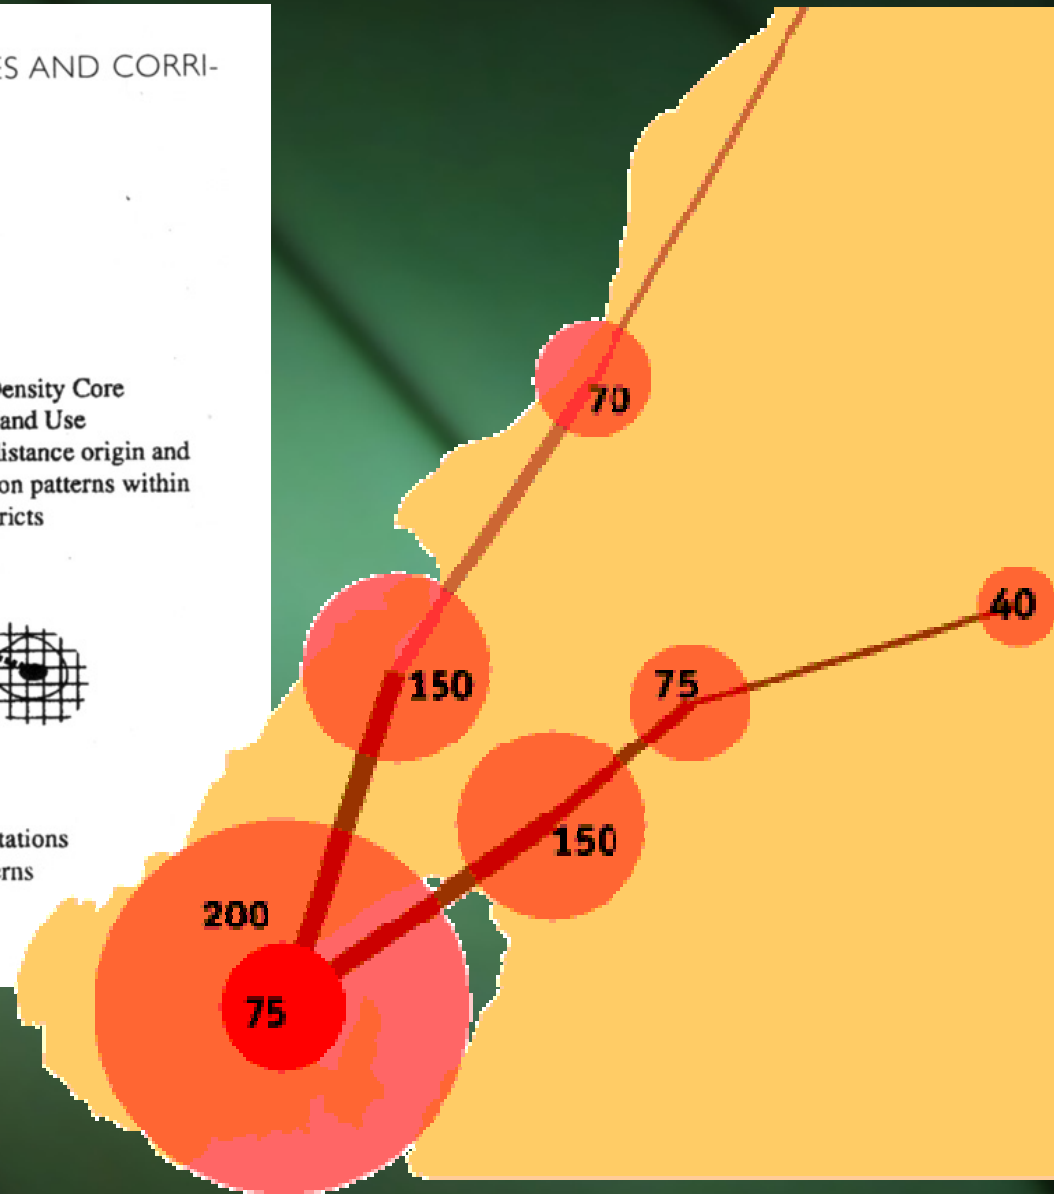 ES AND CORRI-
ensity Core
and Use
istance origin and
on patterns within
ricts
tations
rns
70
40
75
150
150
200
75